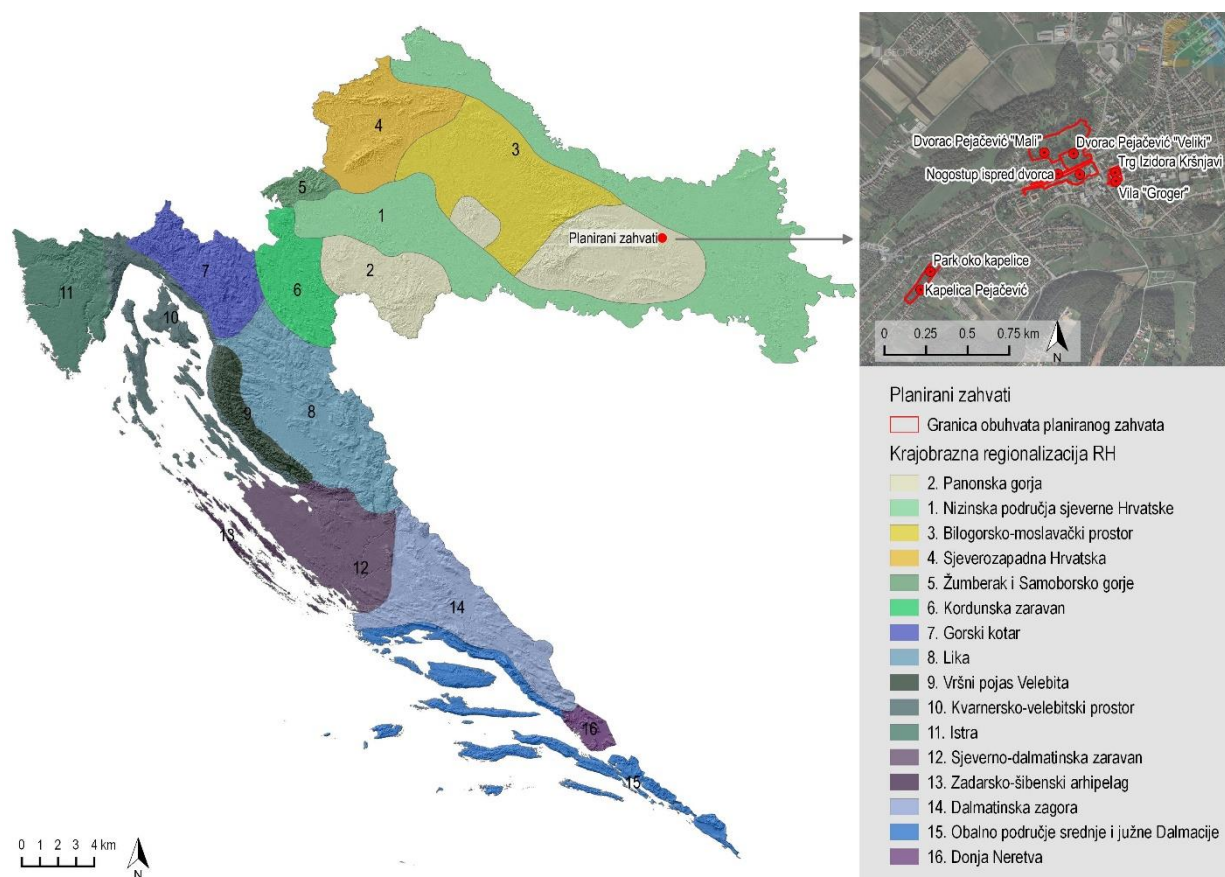 4
3
5
1
Planirani zahvati
2
7
6
11
10
8
9
13
12
14
16
15
0 1 2 3 4 km
N
Dvorac Pejačević "Mali"
Dvorac Pejačević "Veliki"
Trg Izidora Kršnjavi
Nogostup ispred dvorca
Vila "Groger"
Park oko kapelice
Kapelica Pejačević
0 0.25 0.5 0.75 km
N
Planirani zahvati
Granica obuhvata planiranog zahvata
Krajobrazna regionalizacija RH
2. Panonska gorja
1. Nizinska područja sjeverne Hrvatske
3. Bilogorsko-moslavački prostor
4. Sjeverozapadna Hrvatska
5. Žumberak i Samoborsko gorje
6. Kordunska zaravan
7. Gorski kotar
8. Lika
9. Vršni pojas Velebita
10. Kvarnersko-velebitski prostor
11. Istra
12. Sjeverno-dalmatinska zaravan
13. Zadarsko-šibenski arhipelag
14. Dalmatinska zagora
15. Obalno područje srednje i južne Dalmacije
16. Donja Neretva